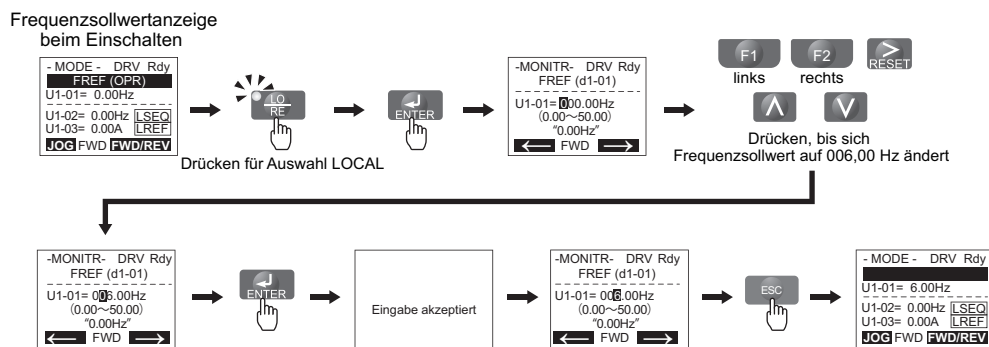 Frequenzsollwertanzeige
beim Einschalten
- MODE - DRV Rdy
FREF (OPR)
U1-01= 0.00Hz
U1-02= 0.00Hz LSEQ
U1-03= 0.00A LREF
JOG FWD FWD/REV
LO
RE
Drücken für Auswahl LOCAL
ENTER
-MONITR- DRV Rdy
FREF (d1-01)
U1-01= 000.00Hz
(0.00~50.00)
"0.00Hz"
← FWD →
F1 F2 > RESET
links rechts
Drücken, bis sich
Frequenzsollwert auf 006,00 Hz ändert
-MONITR- DRV Rdy
FREF (d1-01)
U1-01= 006.00Hz
(0.00~50.00)
"0.00Hz"
← FWD →
ENTER
Eingabe akzeptiert
-MONITR- DRV Rdy
FREF (d1-01)
U1-01= 006.00Hz
(0.00~50.00)
"0.00Hz"
← FWD →
ESC
- MODE - DRV Rdy
U1-01= 6.00Hz
U1-02= 0.00Hz LSEQ
U1-03= 0.00A LREF
JOG FWD FWD/REV